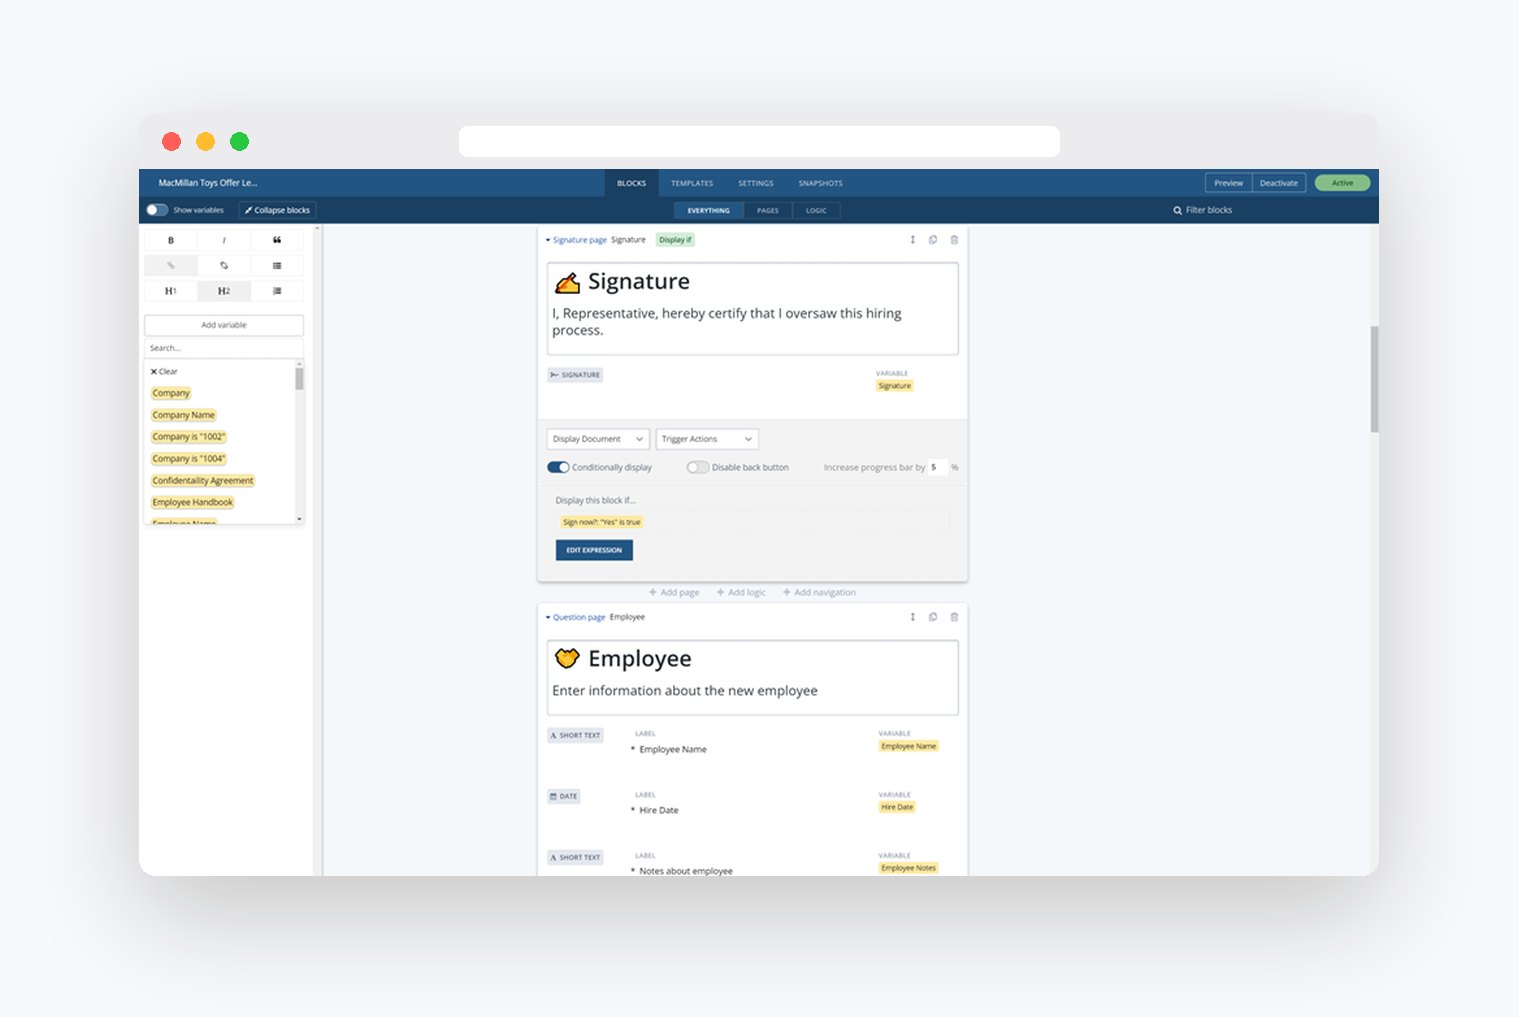 MacMillan Toys Offer Le...
BLOCKS TEMPLATES SETTINGS SNAPSHOTS
Preview Deactivate Active
Show variables Collapse blocks
EVERYTHING PAGES LOGIC
Filter blocks
B I
H1 H2
Add variable
Search...
Clear
Company
Company Name
Company is "1002"
Company is "1004"
Confidentaility Agreement
Employee Handbook
Employee Name
Signature page Signature Display if
Signature
I, Representative, hereby certify that I oversaw this hiring
process.
SIGNATURE
VARIABLE
Signature
Display Document Trigger Actions
Conditionally display Disable back button Increase progress bar by 5 %
Display this block if...
Sign now?: "Yes" is true
EDIT EXPRESSION
+ Add page + Add logic + Add navigation
Question page Employee
Employee
Enter information about the new employee
A SHORT TEXT LABEL VARIABLE
* Employee Name Employee Name
DATE LABEL VARIABLE
* Hire Date Hire Date
A SHORT TEXT LABEL VARIABLE
* Notes about employee Employee Notes